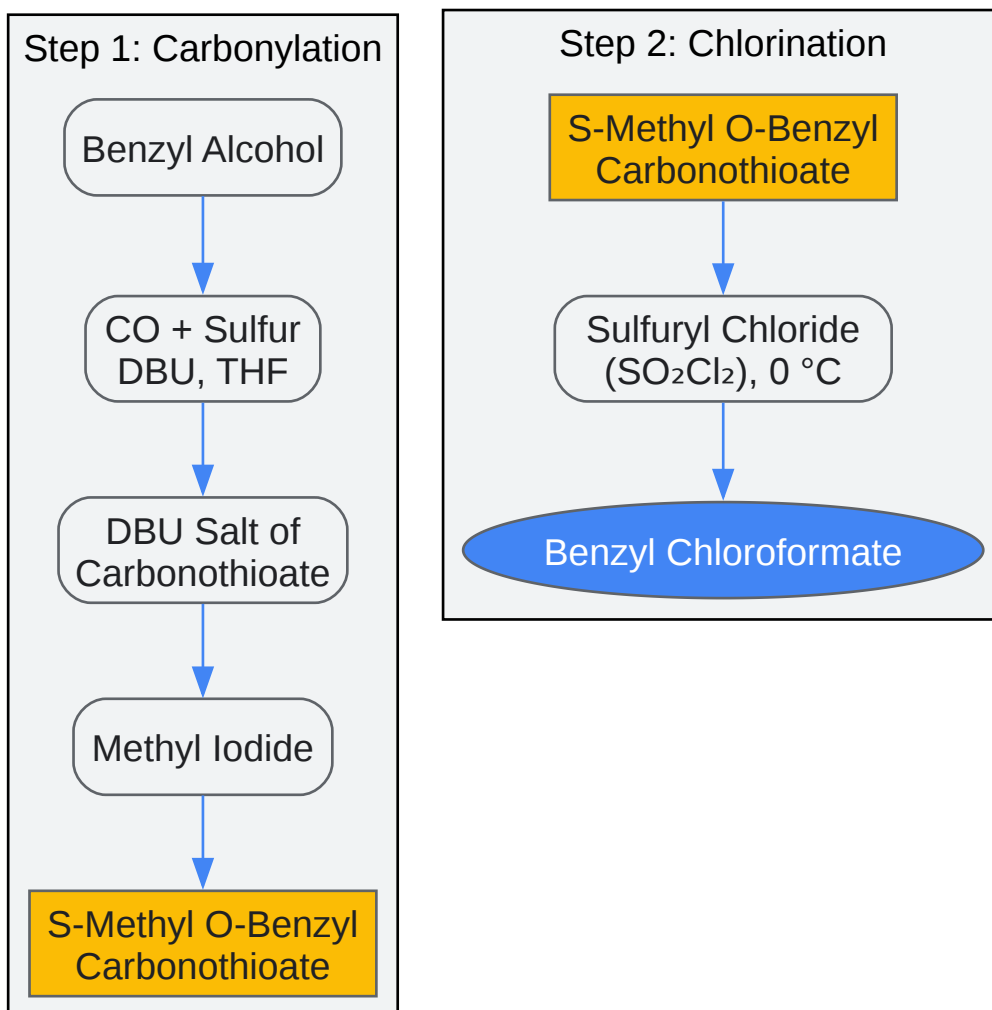 Step 1: Carbonylation
Benzyl Alcohol
CO + Sulfur
DBU, THF
DBU Salt of
Carbonothioate
Methyl Iodide
S-Methyl O-Benzyl
Carbonothioate
Step 2: Chlorination
S-Methyl O-Benzyl
Carbonothioate
Sulfuryl Chloride
(SO₂Cl₂), 0 °C
Benzyl Chloroformate